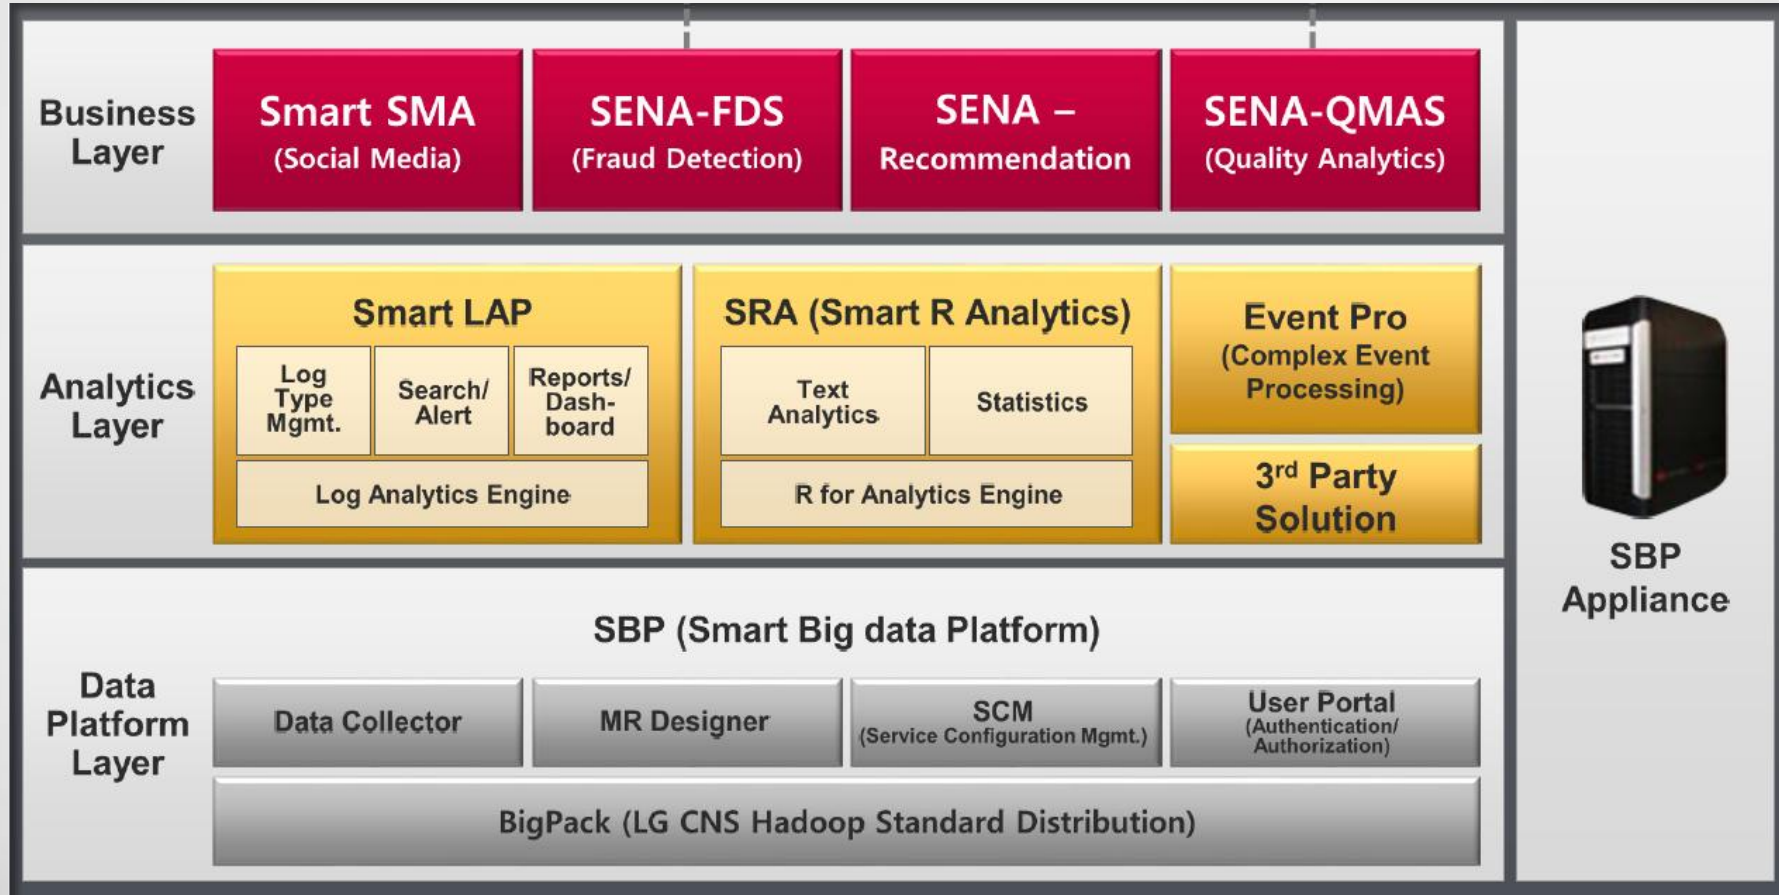 Business
Layer
Smart SMA
(Social Media)
SENA-FDS
(Fraud Detection)
SENA –
Recommendation
SENA-QMAS
(Quality Analytics)
Analytics
Layer
Smart LAP
Log
Type
Mgmt.
Search/
Alert
Reports/
Dash-
board
Log Analytics Engine
SRA (Smart R Analytics)
Text
Analytics
Statistics
R for Analytics Engine
Event Pro
(Complex Event
Processing)
3rd Party
Solution
Data
Platform
Layer
SBP (Smart Big data Platform)
Data Collector
MR Designer
SCM
(Service Configuration Mgmt.)
User Portal
(Authentication/
Authorization)
BigPack (LG CNS Hadoop Standard Distribution)
SBP
Appliance